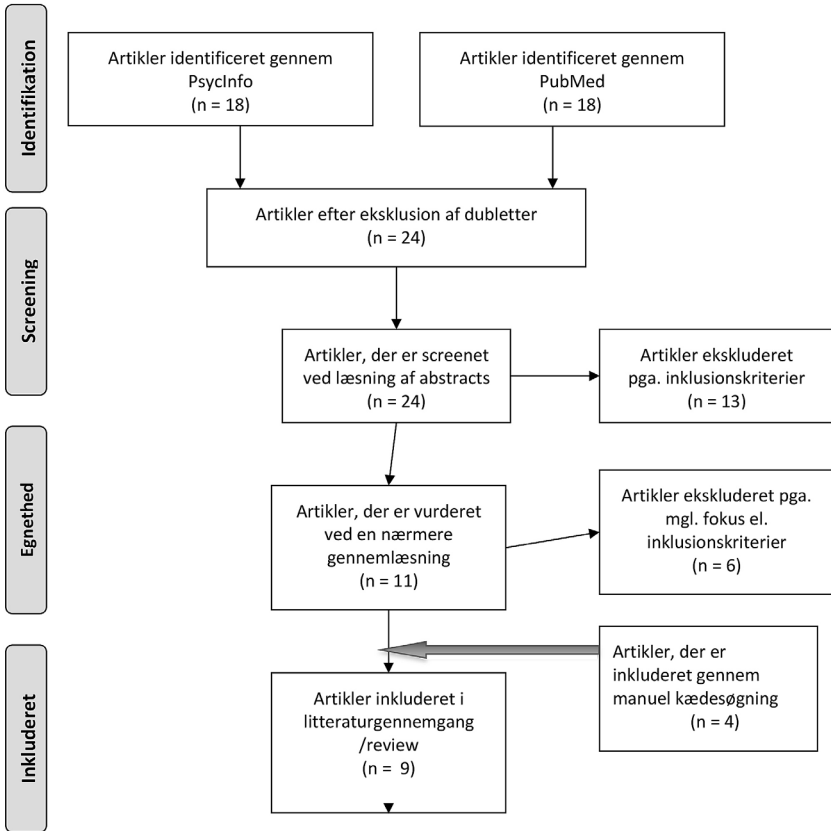 Identifikation
Artikler identificeret gennem
PsycInfo
(n = 18)
Artikler identificeret gennem
PubMed
(n = 18)
Screening
Artikler efter eksklusion af dubletter
(n = 24)
Artikler, der er screenet
ved læsning af abstracts
(n = 24)
Artikler ekskluderet
pga. inklusionskriterier
(n = 13)
Egnethed
Artikler, der er vurderet
ved en nærmere
gennemlæsning
(n = 11)
Artikler ekskluderet pga.
mgl. fokus el.
inklusionskriterier
(n = 6)
Inkluderet
Artikler, der er
inkluderet gennem
manuel kædesøgning
(n = 4)
Artikler inkluderet i
litteraturgennemgang
/review
(n = 9)